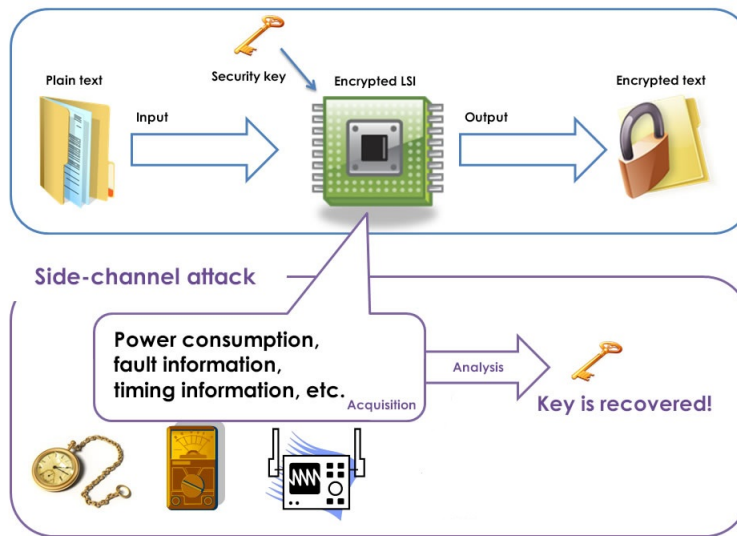 Security key
Plain text
Encrypted LSI
Encrypted text
Input
Output
Side-channel attack
Power consumption,
fault information,
timing information, etc.
Acquisition
Analysis
Key is recovered!